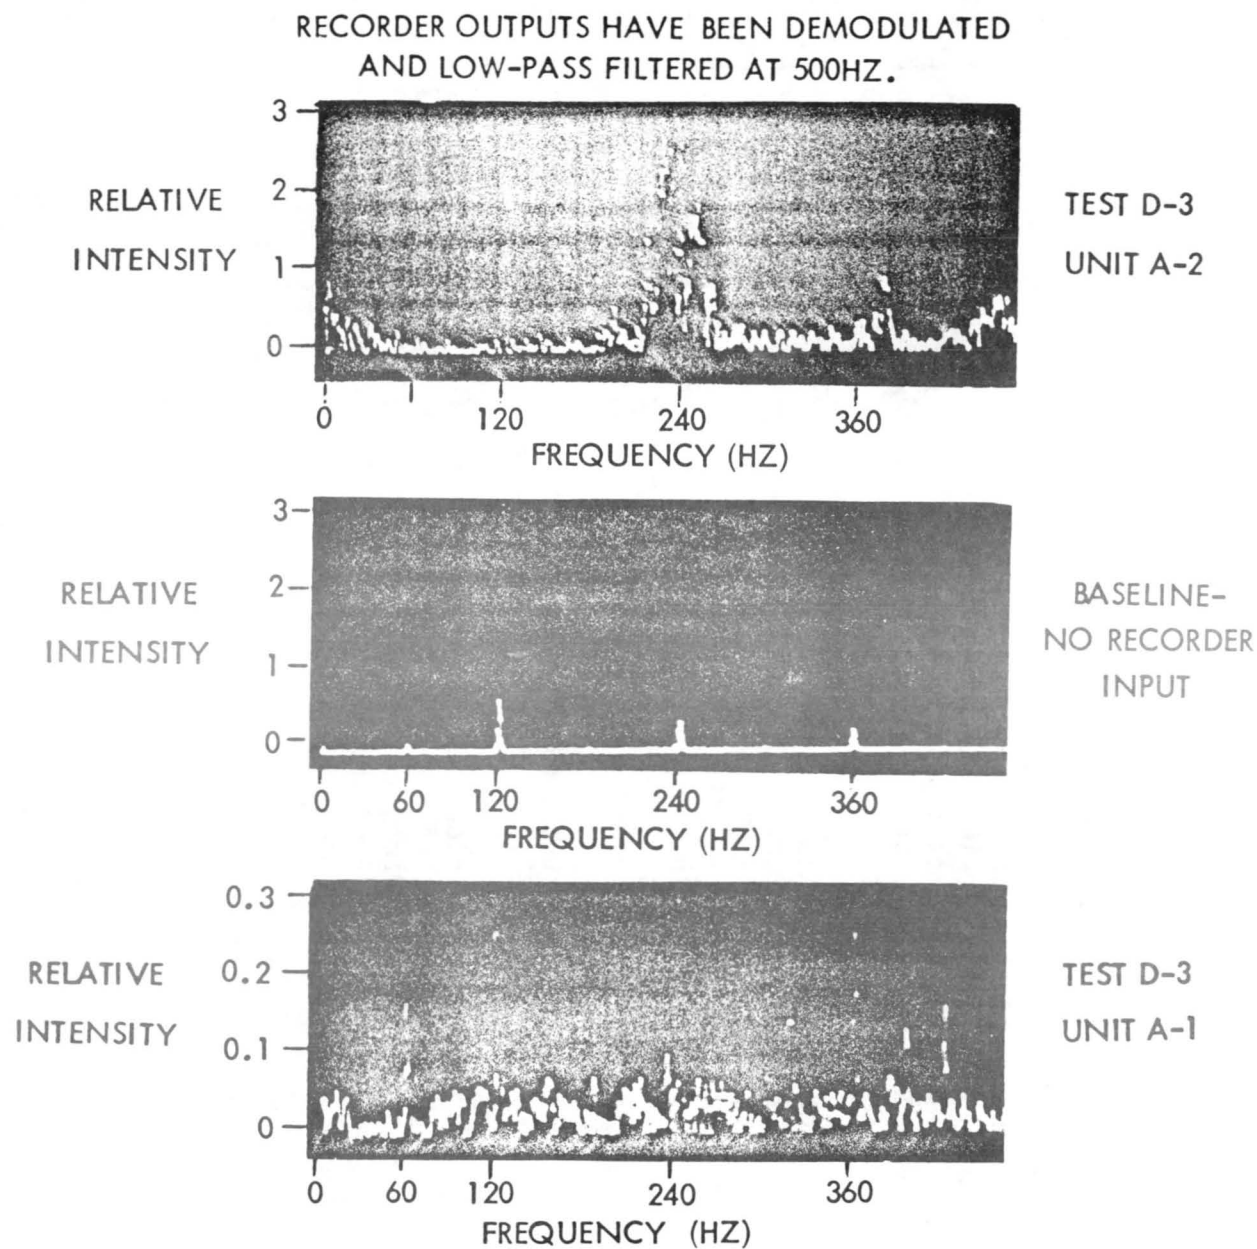 RECORDER OUTPUTS HAVE BEEN DEMODULATED
AND LOW-PASS FILTERED AT 500HZ.
3
2
1
0
RELATIVE
INTENSITY
TEST D-3
UNIT A-2
0 120 240 360
FREQUENCY (HZ)
3
2
1
0
RELATIVE
INTENSITY
BASELINE-
NO RECORDER
INPUT
0 60 120 240 360
FREQUENCY (HZ)
0.3
0.2
0.1
0
RELATIVE
INTENSITY
TEST D-3
UNIT A-1
0 60 120 240 360
FREQUENCY (HZ)